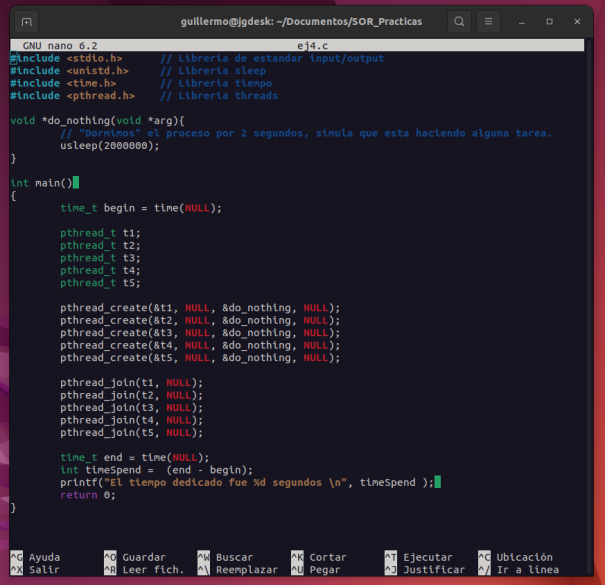 guillermo@jgdesk: ~/Documentos/SOR_Practicas
GNU nano 6.2 ej4.c
#include <stdio.h> // Libreria de estandar input/output
#include <unistd.h> // Libreria sleep
#include <time.h> // Libreria tiempo
#include <pthread.h> // Libreria threads
void *do_nothing(void *arg){
// "Dormimos" el proceso por 2 segundos, simula que esta haciendo alguna tarea.
usleep(2000000);
}
int main()
{
time_t begin = time(NULL);
pthread_t t1;
pthread_t t2;
pthread_t t3;
pthread_t t4;
pthread_t t5;
pthread_create(&t1, NULL, &do_nothing, NULL);
pthread_create(&t2, NULL, &do_nothing, NULL);
pthread_create(&t3, NULL, &do_nothing, NULL);
pthread_create(&t4, NULL, &do_nothing, NULL);
pthread_create(&t5, NULL, &do_nothing, NULL);
pthread_join(t1, NULL);
pthread_join(t2, NULL);
pthread_join(t3, NULL);
pthread_join(t4, NULL);
pthread_join(t5, NULL);
time_t end = time(NULL);
int timeSpend = (end - begin);
printf("El tiempo dedicado fue %d segundos \n", timeSpend );
return 0;
}
^G Ayuda ^O Guardar ^W Buscar ^K Cortar ^T Ejecutar ^C Ubicación
^X Salir ^R Leer fich. ^\ Reemplazar ^U Pegar ^J Justificar ^/ Ir a línea